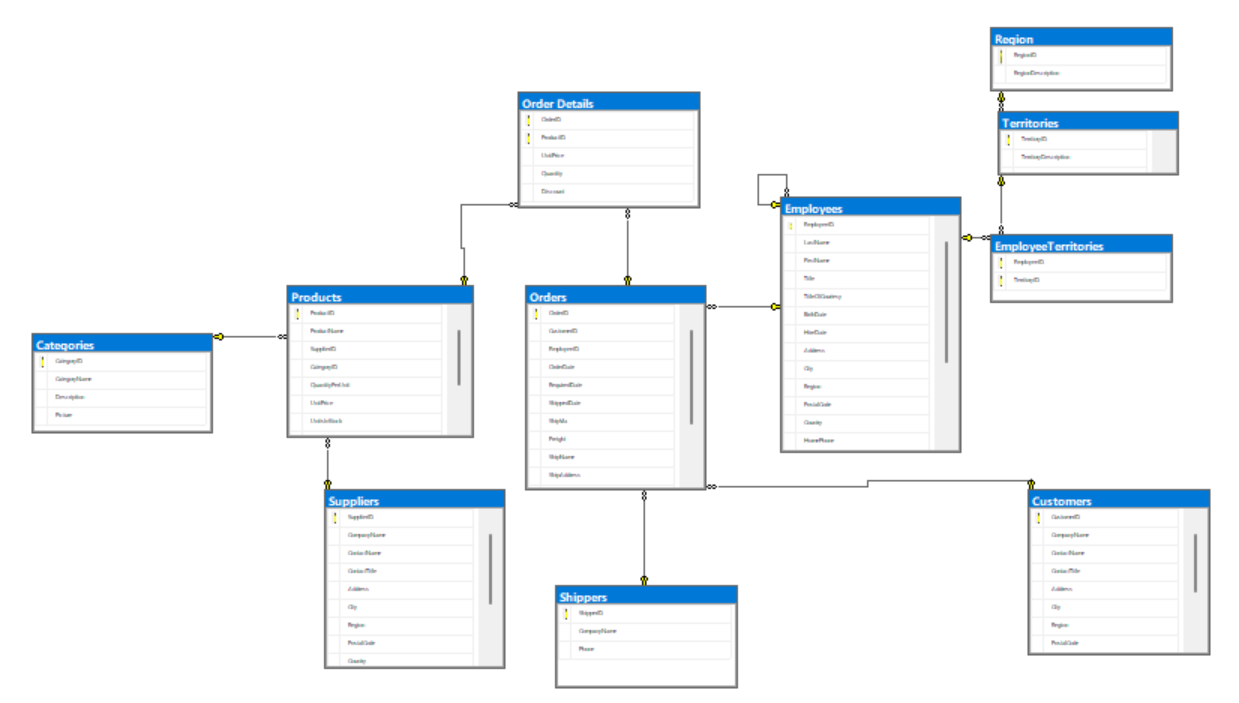 Region
RegionID
RegionDescription
Order Details
OrderID
ProductID
UnitPrice
Quantity
Discount
Territories
TerritoryID
TerritoryDescription
Employees
EmployeeID
LastName
FirstName
Title
TitleOfCourtesy
BirthDate
HireDate
Address
City
Region
PostalCode
Country
HomePhone
EmployeeTerritories
EmployeeID
TerritoryID
Products
ProductID
ProductName
SupplierID
CategoryID
QuantityPerUnit
UnitPrice
UnitsInStock
Orders
OrderID
CustomerID
EmployeeID
OrderDate
RequiredDate
ShippedDate
ShipVia
Freight
ShipName
ShipAddress
Categories
CategoryID
CategoryName
Description
Picture
Suppliers
SupplierID
CompanyName
ContactName
ContactTitle
Address
City
Region
PostalCode
Country
Customers
CustomerID
CompanyName
ContactName
ContactTitle
Address
City
Region
PostalCode
Shippers
ShipperID
CompanyName
Phone